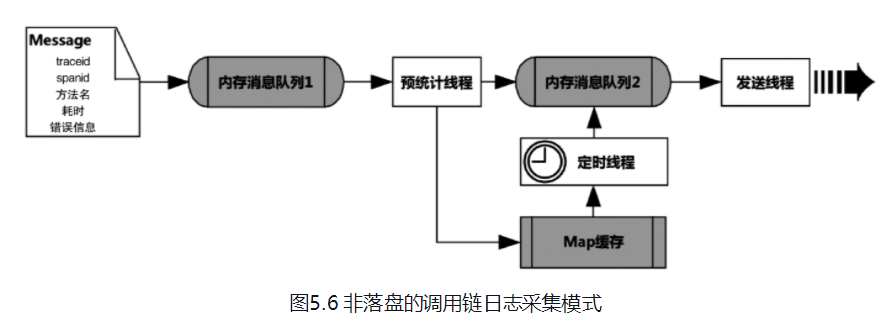 Message
traceid
spanid
方法名
耗时
错误信息
内存消息队列1
预统计线程
内存消息队列2
发送线程
定时线程
Map缓存
图5.6 非落盘的调用链日志采集模式